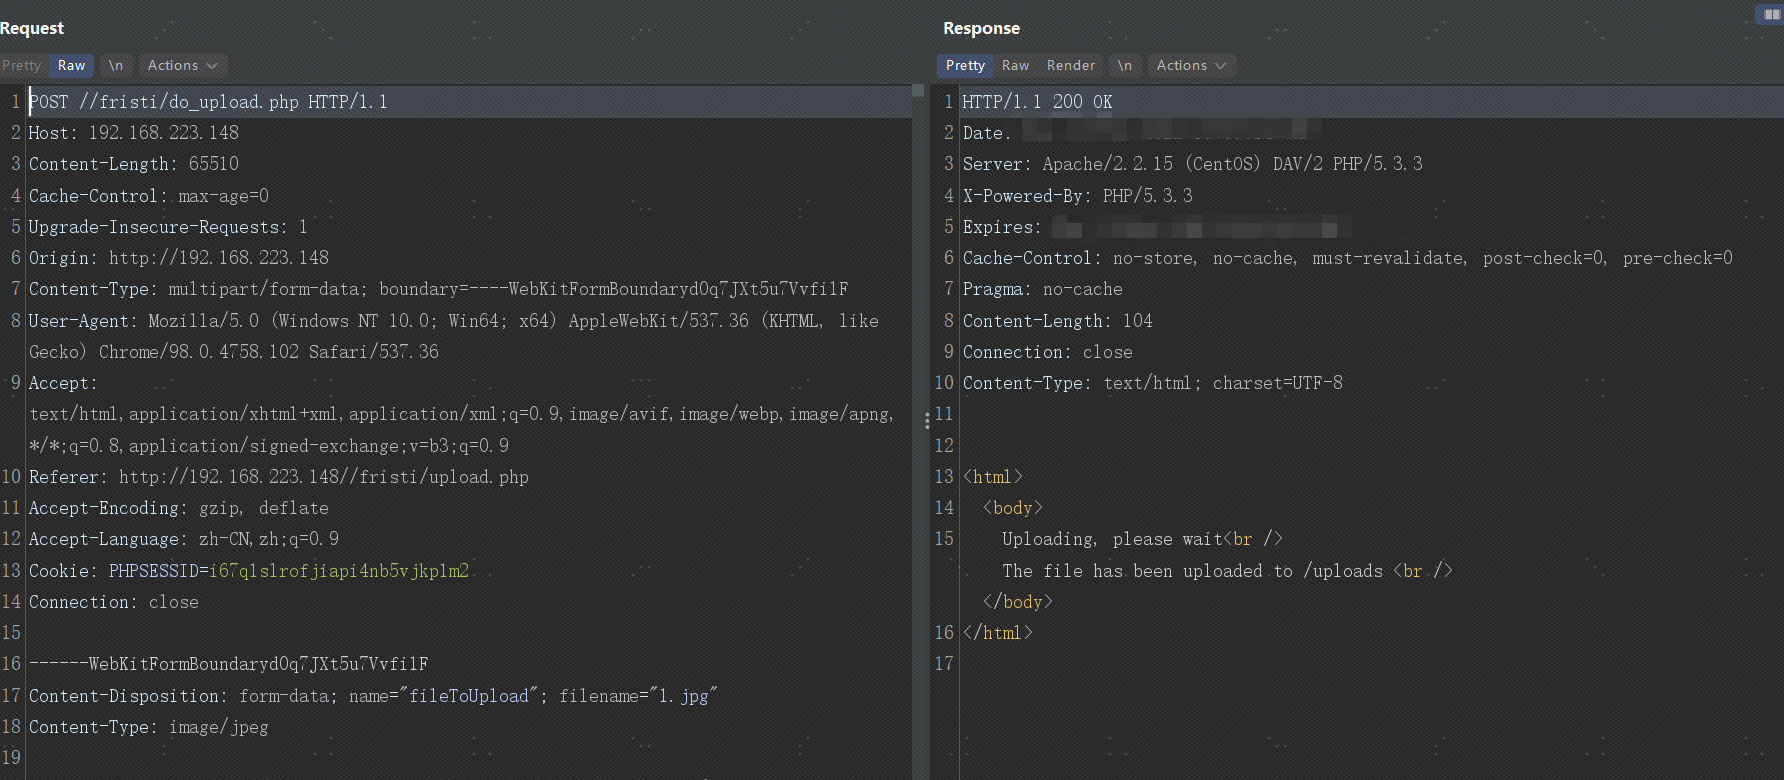 Request
Pretty Raw \n Actions
1 POST //fristi/do_upload.php HTTP/1.1
2 Host: 192.168.223.148
3 Content-Length: 65510
4 Cache-Control: max-age=0
5 Upgrade-Insecure-Requests: 1
6 Origin: http://192.168.223.148
7 Content-Type: multipart/form-data; boundary=----WebKitFormBoundaryd0q7JXt5u7Vvfi1F
8 User-Agent: Mozilla/5.0 (Windows NT 10.0; Win64; x64) AppleWebKit/537.36 (KHTML, like
Gecko) Chrome/98.0.4758.102 Safari/537.36
9 Accept:
text/html,application/xhtml+xml,application/xml;q=0.9,image/avif,image/webp,image/apng,
*/*;q=0.8,application/signed-exchange;v=b3;q=0.9
10 Referer: http://192.168.223.148//fristi/upload.php
11 Accept-Encoding: gzip, deflate
12 Accept-Language: zh-CN,zh;q=0.9
13 Cookie: PHPSESSID=i67qlslrofjiapi4nb5vjkplm2
14 Connection: close
15
16 ------WebKitFormBoundaryd0q7JXt5u7Vvfi1F
17 Content-Disposition: form-data; name="fileToUpload"; filename="1.jpg"
18 Content-Type: image/jpeg
19
Response
Pretty Raw Render \n Actions
1 HTTP/1.1 200 OK
2 Date:
3 Server: Apache/2.2.15 (CentOS) DAV/2 PHP/5.3.3
4 X-Powered-By: PHP/5.3.3
5 Expires:
6 Cache-Control: no-store, no-cache, must-revalidate, post-check=0, pre-check=0
7 Pragma: no-cache
8 Content-Length: 104
9 Connection: close
10 Content-Type: text/html; charset=UTF-8
11
12
13 <html>
14 <body>
15 Uploading, please wait<br />
The file has been uploaded to /uploads <br />
</body>
16 </html>
17